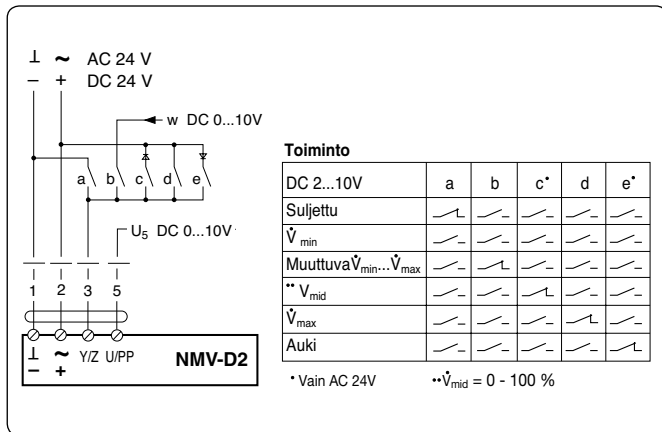 ⊥ ~ AC 24 V
– + DC 24 V
w DC 0...10V
a b c d e
U5 DC 0...10V
1 2 3 5
⊥ ~ Y/Z U/PP NMV-D2
– +
Toiminto
DC 2...10V a b c• d e•
Suljettu
V̇ min
Muuttuva V̇min...V̇max
•• Vmid
V̇max
Auki
• Vain AC 24V ••V̇mid = 0 - 100 %